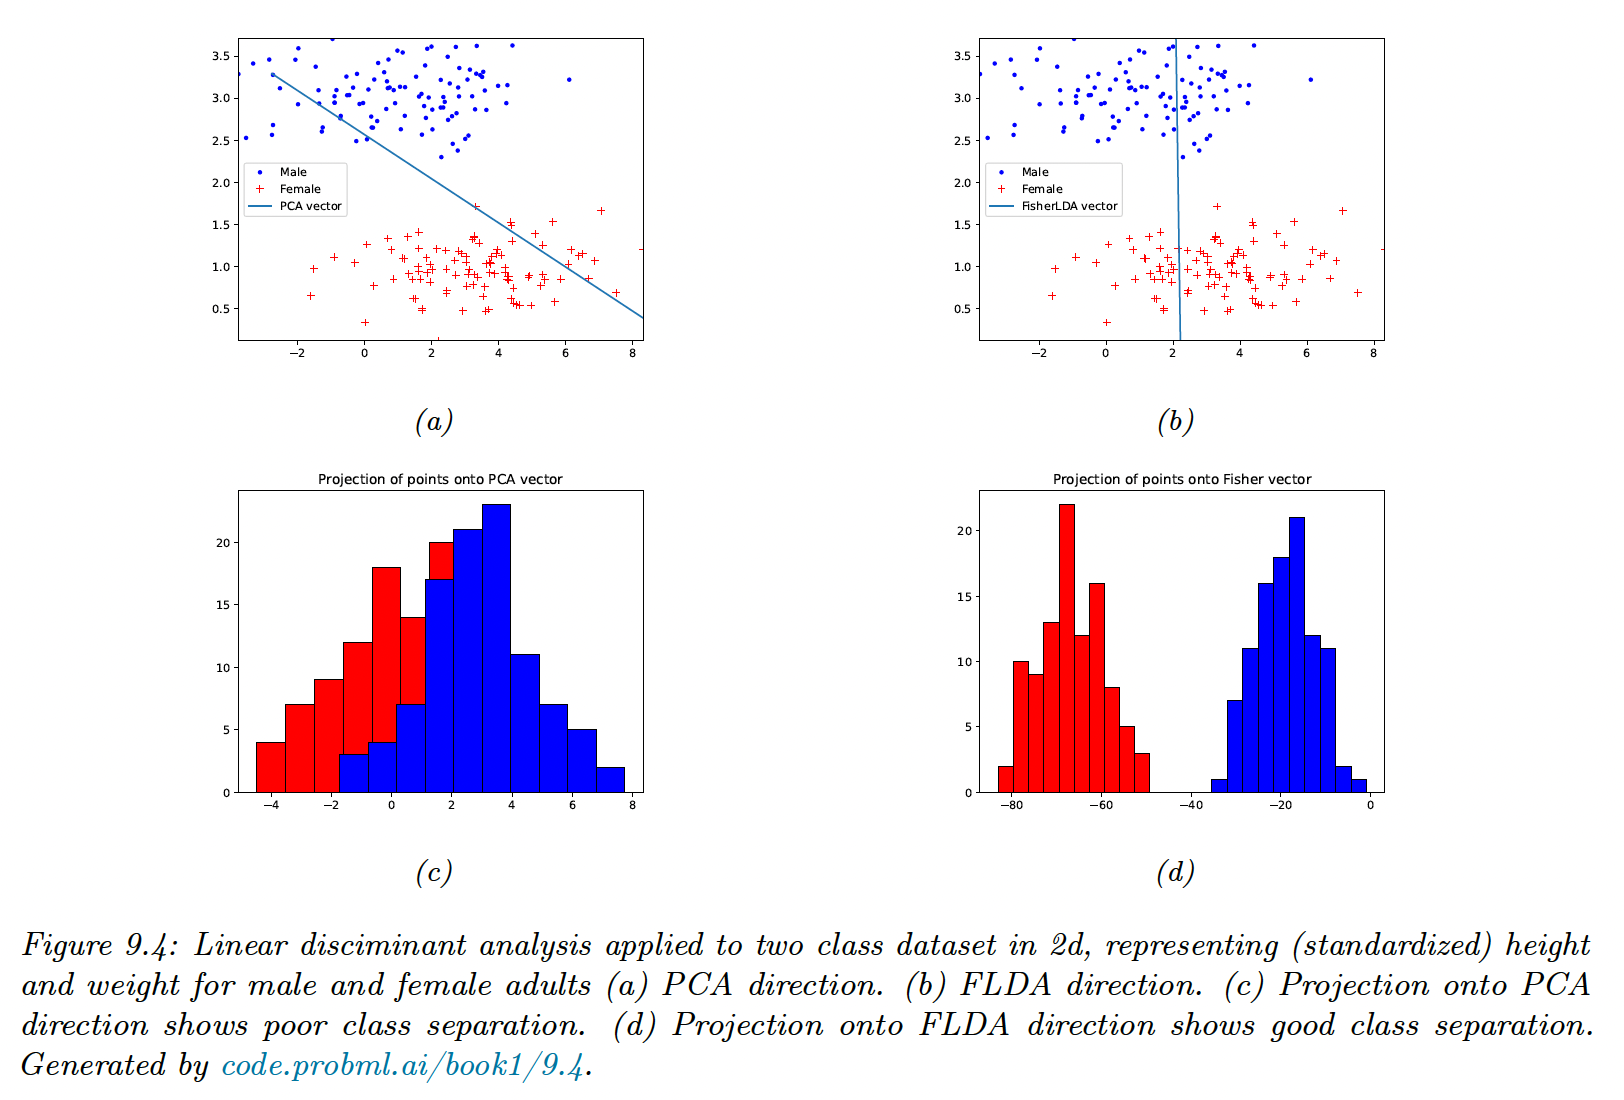 3.5
3.0
2.5
2.0
1.5
1.0
0.5
Male
Female
PCA vector
−2 0 2 4 6 8
(a)
3.5
3.0
2.5
2.0
1.5
1.0
0.5
Male
Female
FisherLDA vector
−2 0 2 4 6 8
(b)
Projection of points onto PCA vector
20
15
10
5
0
−4 −2 0 2 4 6 8
(c)
Projection of points onto Fisher vector
20
15
10
5
0
−80 −60 −40 −20 0
(d)
Figure 9.4: Linear disciminant analysis applied to two class dataset in 2d, representing (standardized) height
and weight for male and female adults (a) PCA direction. (b) FLDA direction. (c) Projection onto PCA
direction shows poor class separation. (d) Projection onto FLDA direction shows good class separation.
Generated by code.probml.ai/book1/9.4.